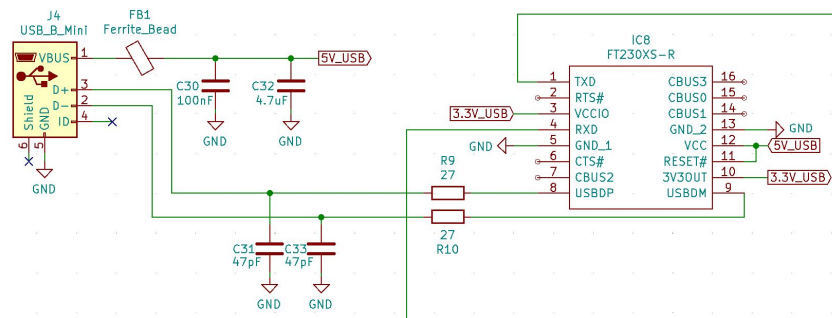 J4
USB_B_Mini
VBUS
1
D+
3
D-
2
ID
4
Shield
GND
6
5
GND
FB1
Ferrite_Bead
5V_USB
C30
100nF
C32
4.7uF
GND
GND
IC8
FT230XS-R
1
TXD
CBUS3
16
2
RTS#
CBUS0
15
3.3V_USB
3
VCCIO
CBUS1
14
4
RXD
GND_2
13
GND
GND
5
GND_1
VCC
12
5V_USB
6
CTS#
RESET#
11
7
CBUS2
3V3OUT
10
3.3V_USB
8
USBDP
USBDM
9
R9
27
27
R10
C31
47pF
C33
47pF
GND
GND